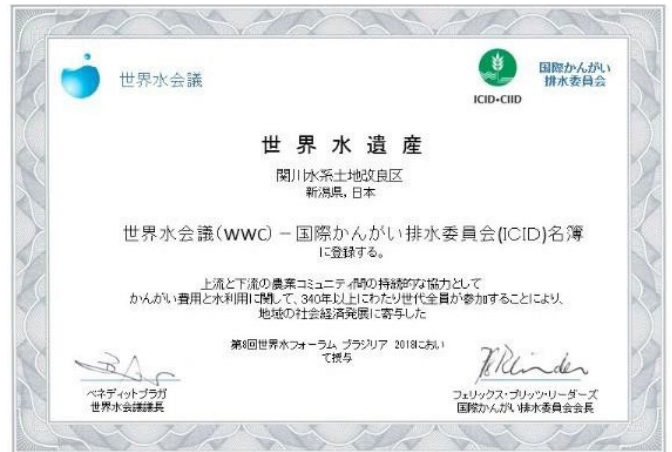 世界水会議
ICID•CIID
国際かんがい
排水委員会
世界水遺産
関川水系土地改良区
新潟県, 日本
世界水会議(WWC) – 国際かんがい排水委員会(ICID)名簿
に登録する。
上流と下流の農業コミュニティ間の持続的な協力として
かんがい費用と水利用に関して、340年以上にわたり世代全員が参加することにより、
地域の社会経済発展に寄与した
第8回世界水フォーラム ブラジリア 2018におい
て授与
ベネディットブラガ
世界水会議議長
フェリックス・ブリッツ・リーダーズ
国際かんがい排水委員会会長